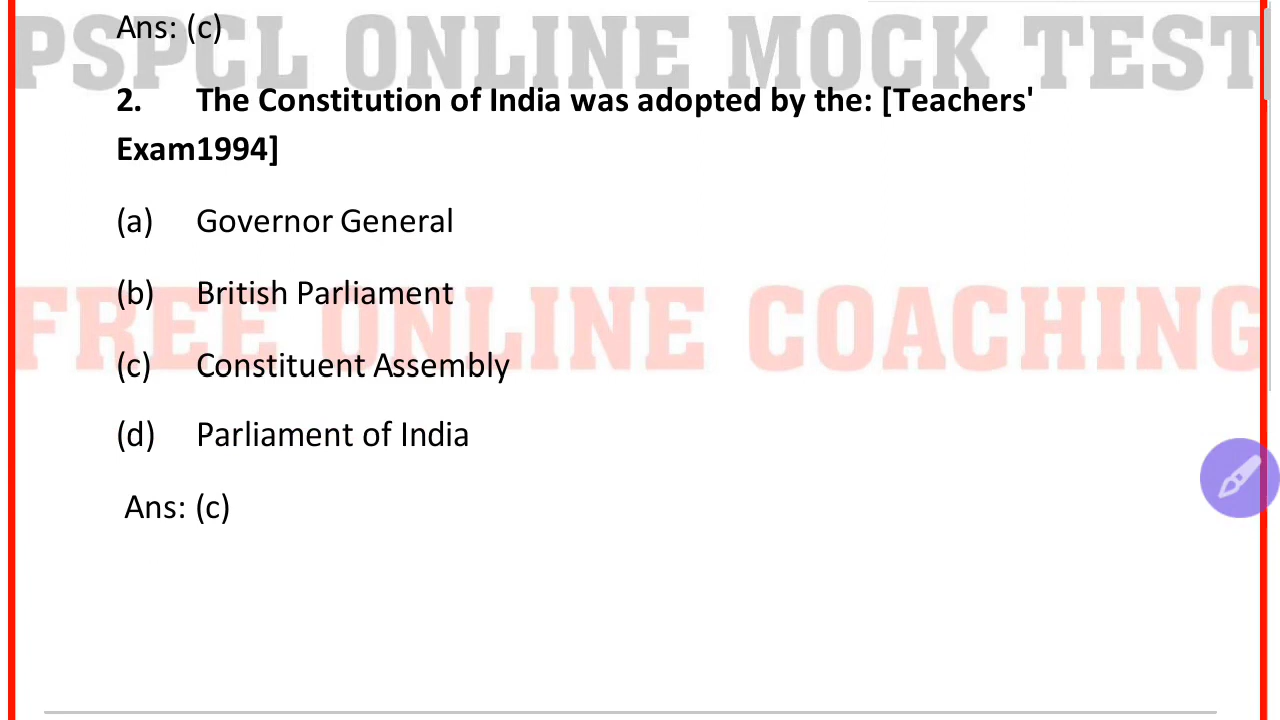 PSPCL ONLINE MOCK TEST
Ans: (c)
2. The Constitution of India was adopted by the: [Teachers'
Exam1994]
(a) Governor General
(b) British Parliament
FREE ONLINE COACHING
(c) Constituent Assembly
(d) Parliament of India
Ans: (c)